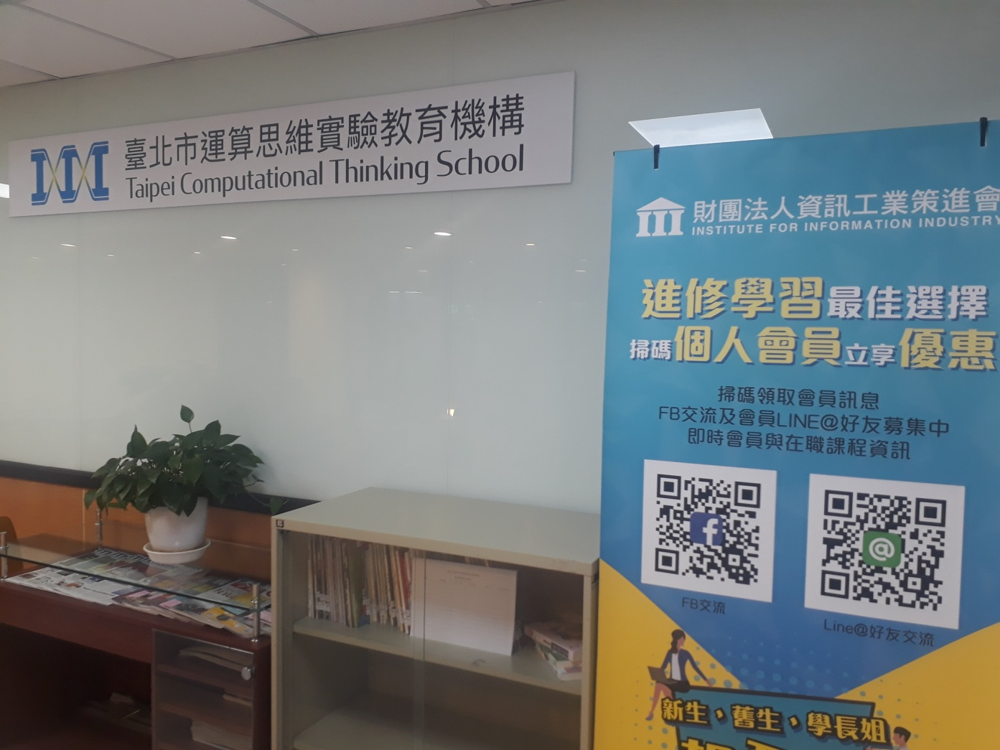 臺北市運算思維實驗教育機構
Taipei Computational Thinking School
財團法人資訊工業策進會
INSTITUTE FOR INFORMATION INDUSTRY
進修學習最佳選擇
掃碼個人會員立享優惠
掃碼領取會員訊息
FB交流及會員LINE@好友募集中
即時會員與在職課程資訊
FB交流
Line@好友交流
新生,舊生,學長姐